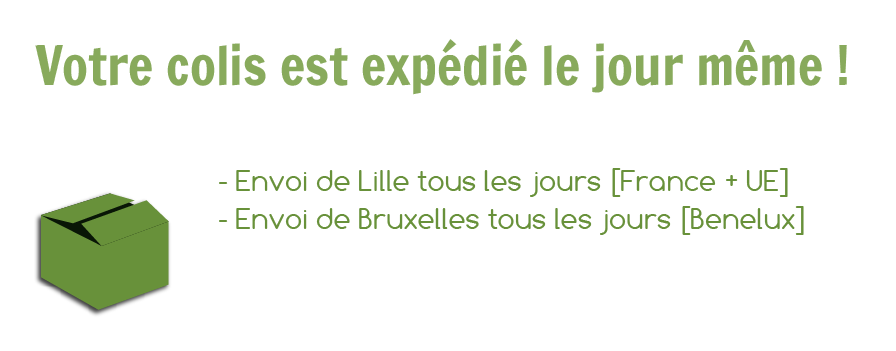 Votre colis est expédié le jour même !
- Envoi de Lille tous les jours [France + UE]
- Envoi de Bruxelles tous les jours [Benelux]